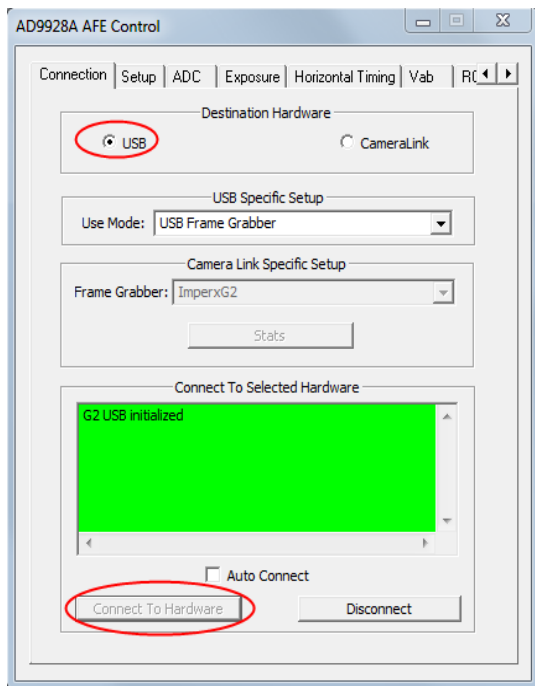 AD9928A AFE Control
Connection Setup ADC Exposure Horizontal Timing Vab
Destination Hardware
USB CameraLink
USB Specific Setup
Use Mode: USB Frame Grabber
Camera Link Specific Setup
Frame Grabber: ImperxG2
Stats
Connect To Selected Hardware
G2 USB initialized
Auto Connect
Connect To Hardware Disconnect